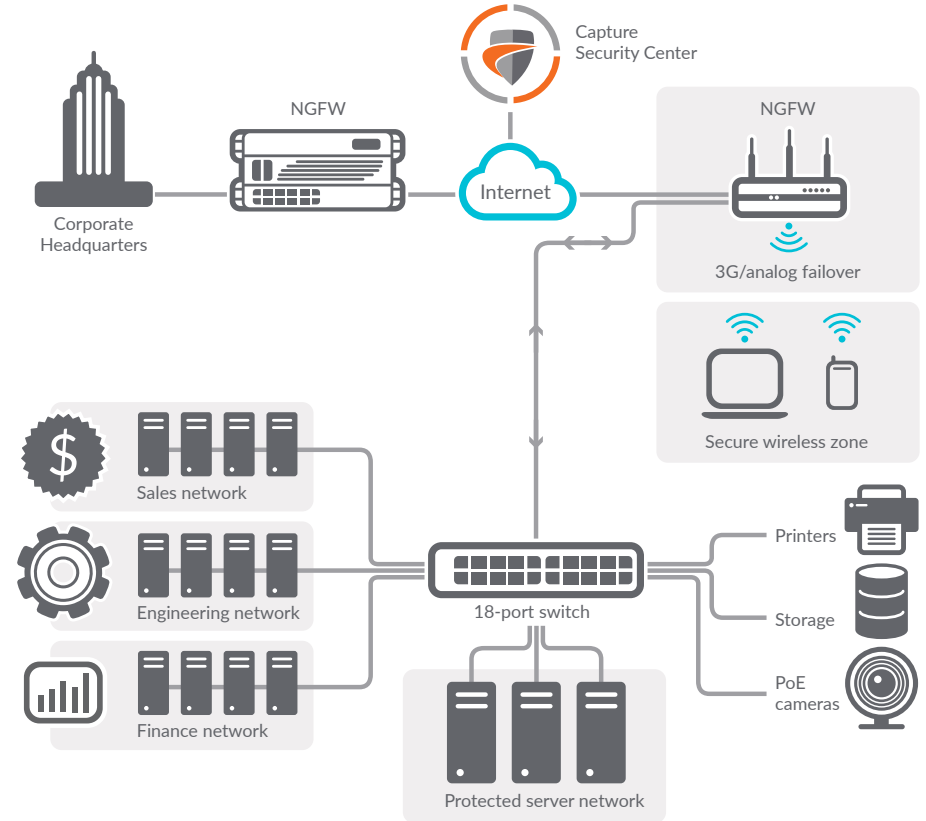 Capture
Security Center
NGFW
NGFW
Internet
Corporate
Headquarters
3G/analog failover
Secure wireless zone
$
Sales network
Engineering network
Finance network
18-port switch
Printers
Storage
PoE
cameras
Protected server network